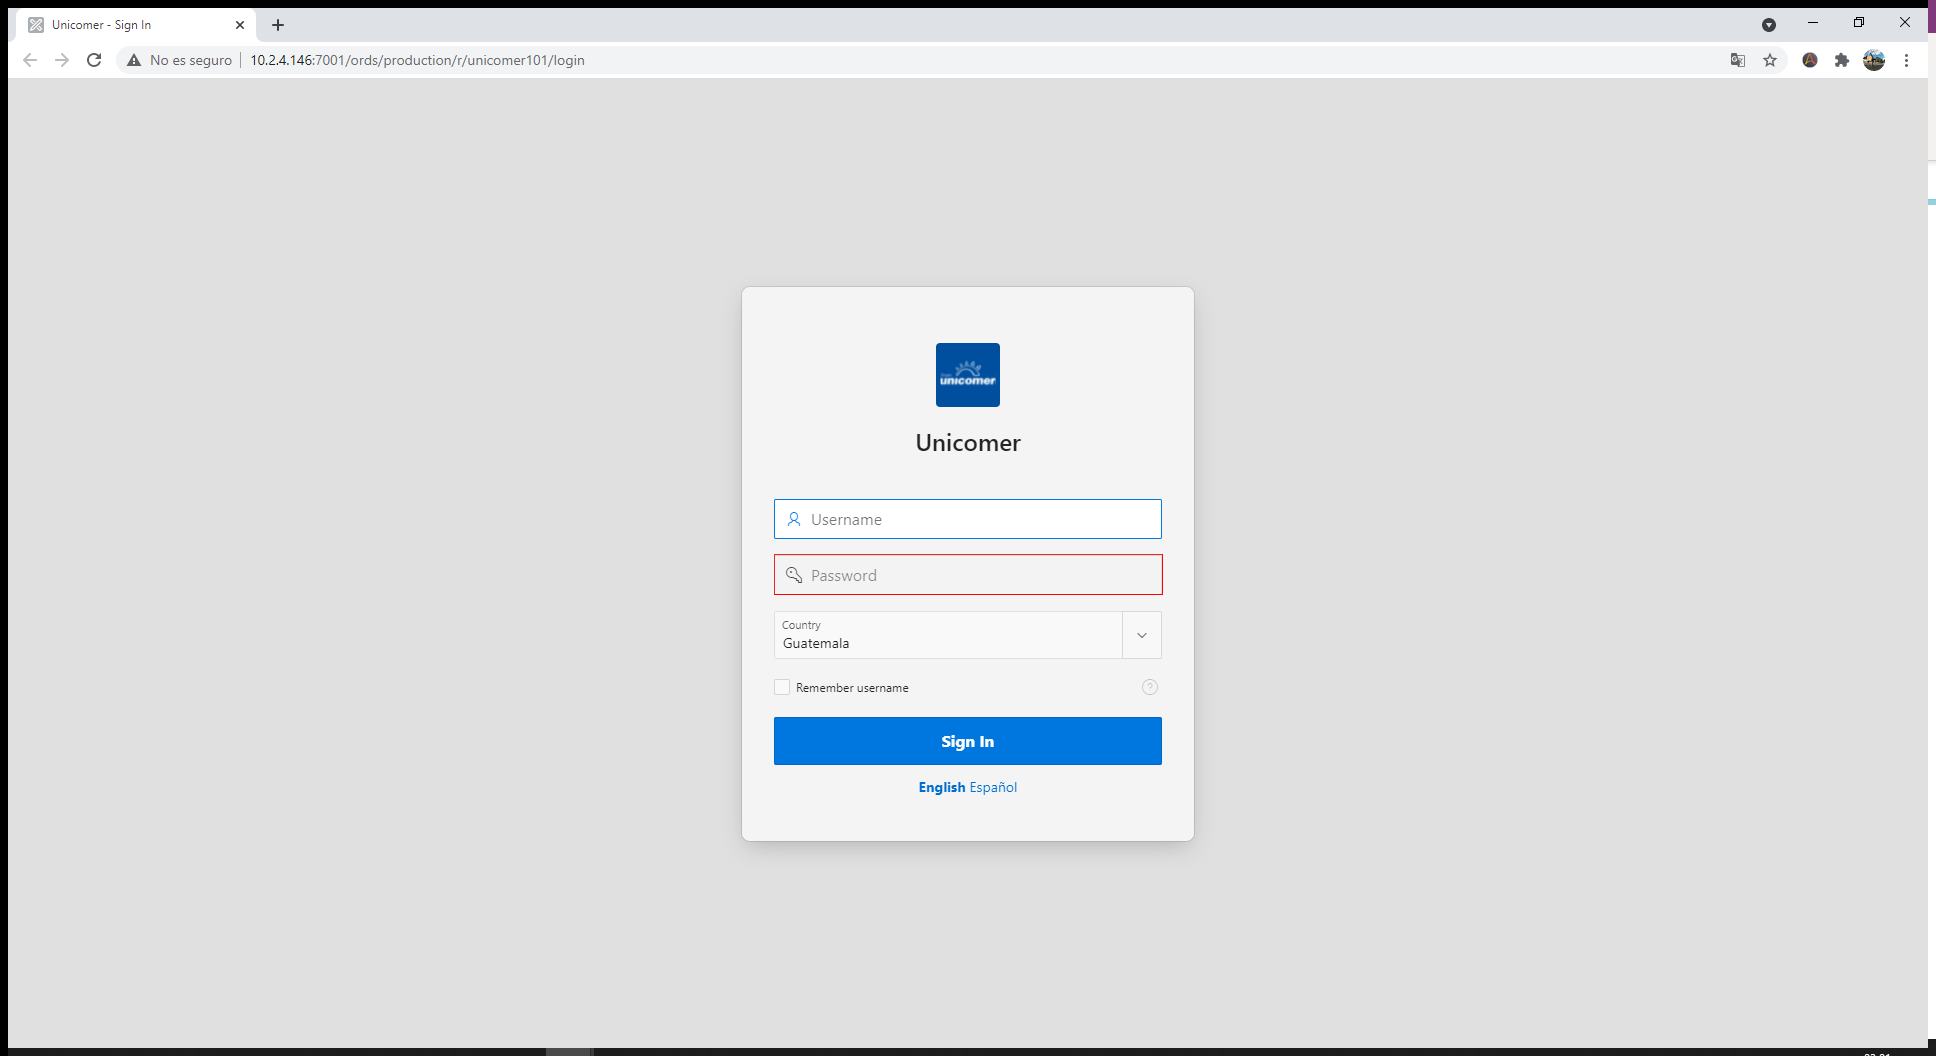 Unicomer - Sign In
No es seguro
10.2.4.146:7001/ords/production/r/unicomer101/login
unicomer
Unicomer
Username
Password
Country
Guatemala
Remember username
?
Sign In
English Español